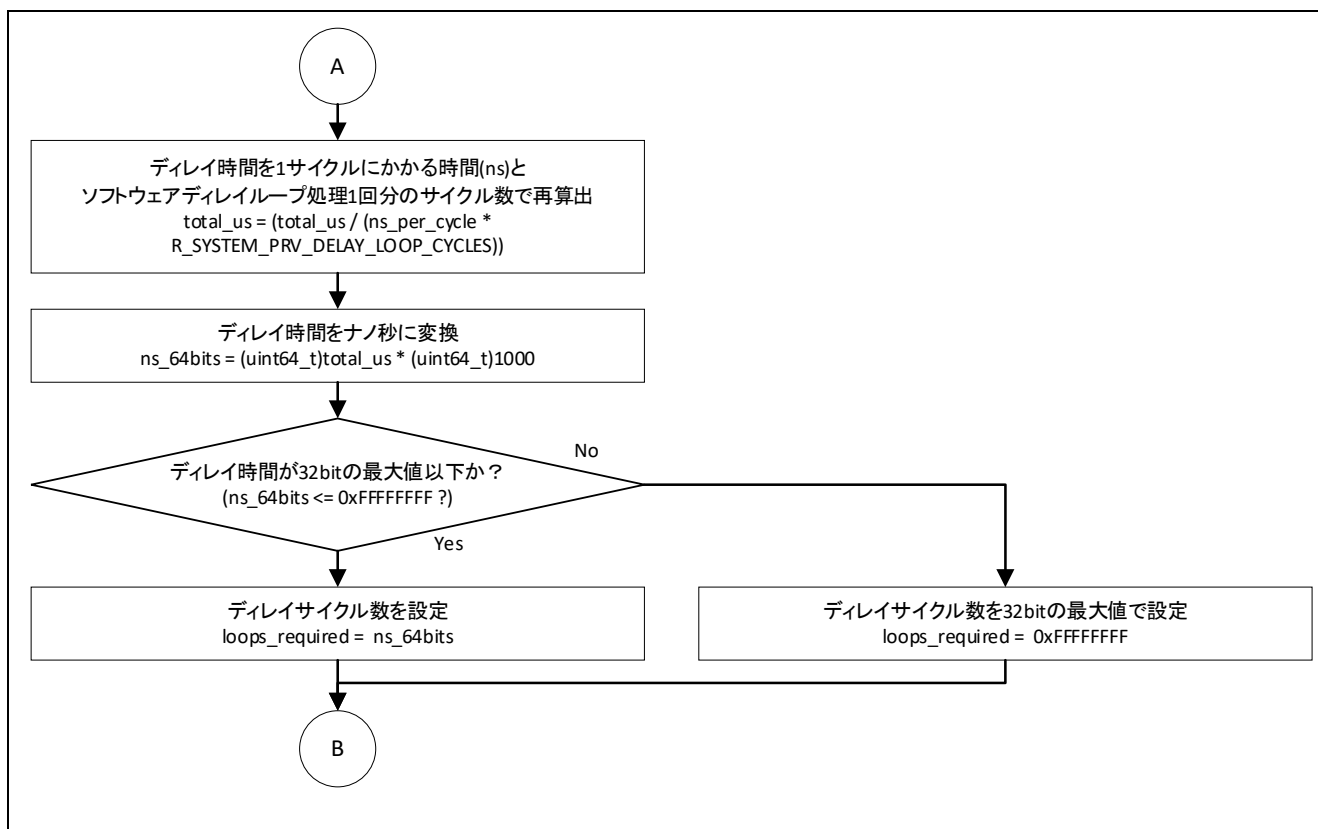 A
ディレイ時間を1サイクルにかかる時間(ns)と
ソフトウェアディレイループ処理1回分のサイクル数で再算出
total_us = (total_us / (ns_per_cycle *
R_SYSTEM_PRV_DELAY_LOOP_CYCLES))
ディレイ時間をナノ秒に変換
ns_64bits = (uint64_t)total_us * (uint64_t)1000
No
ディレイ時間が32bitの最大値以下か？
(ns_64bits <= 0xFFFFFFFF ?)
Yes
ディレイサイクル数を設定
loops_required = ns_64bits
ディレイサイクル数を32bitの最大値で設定
loops_required = 0xFFFFFFFF
B